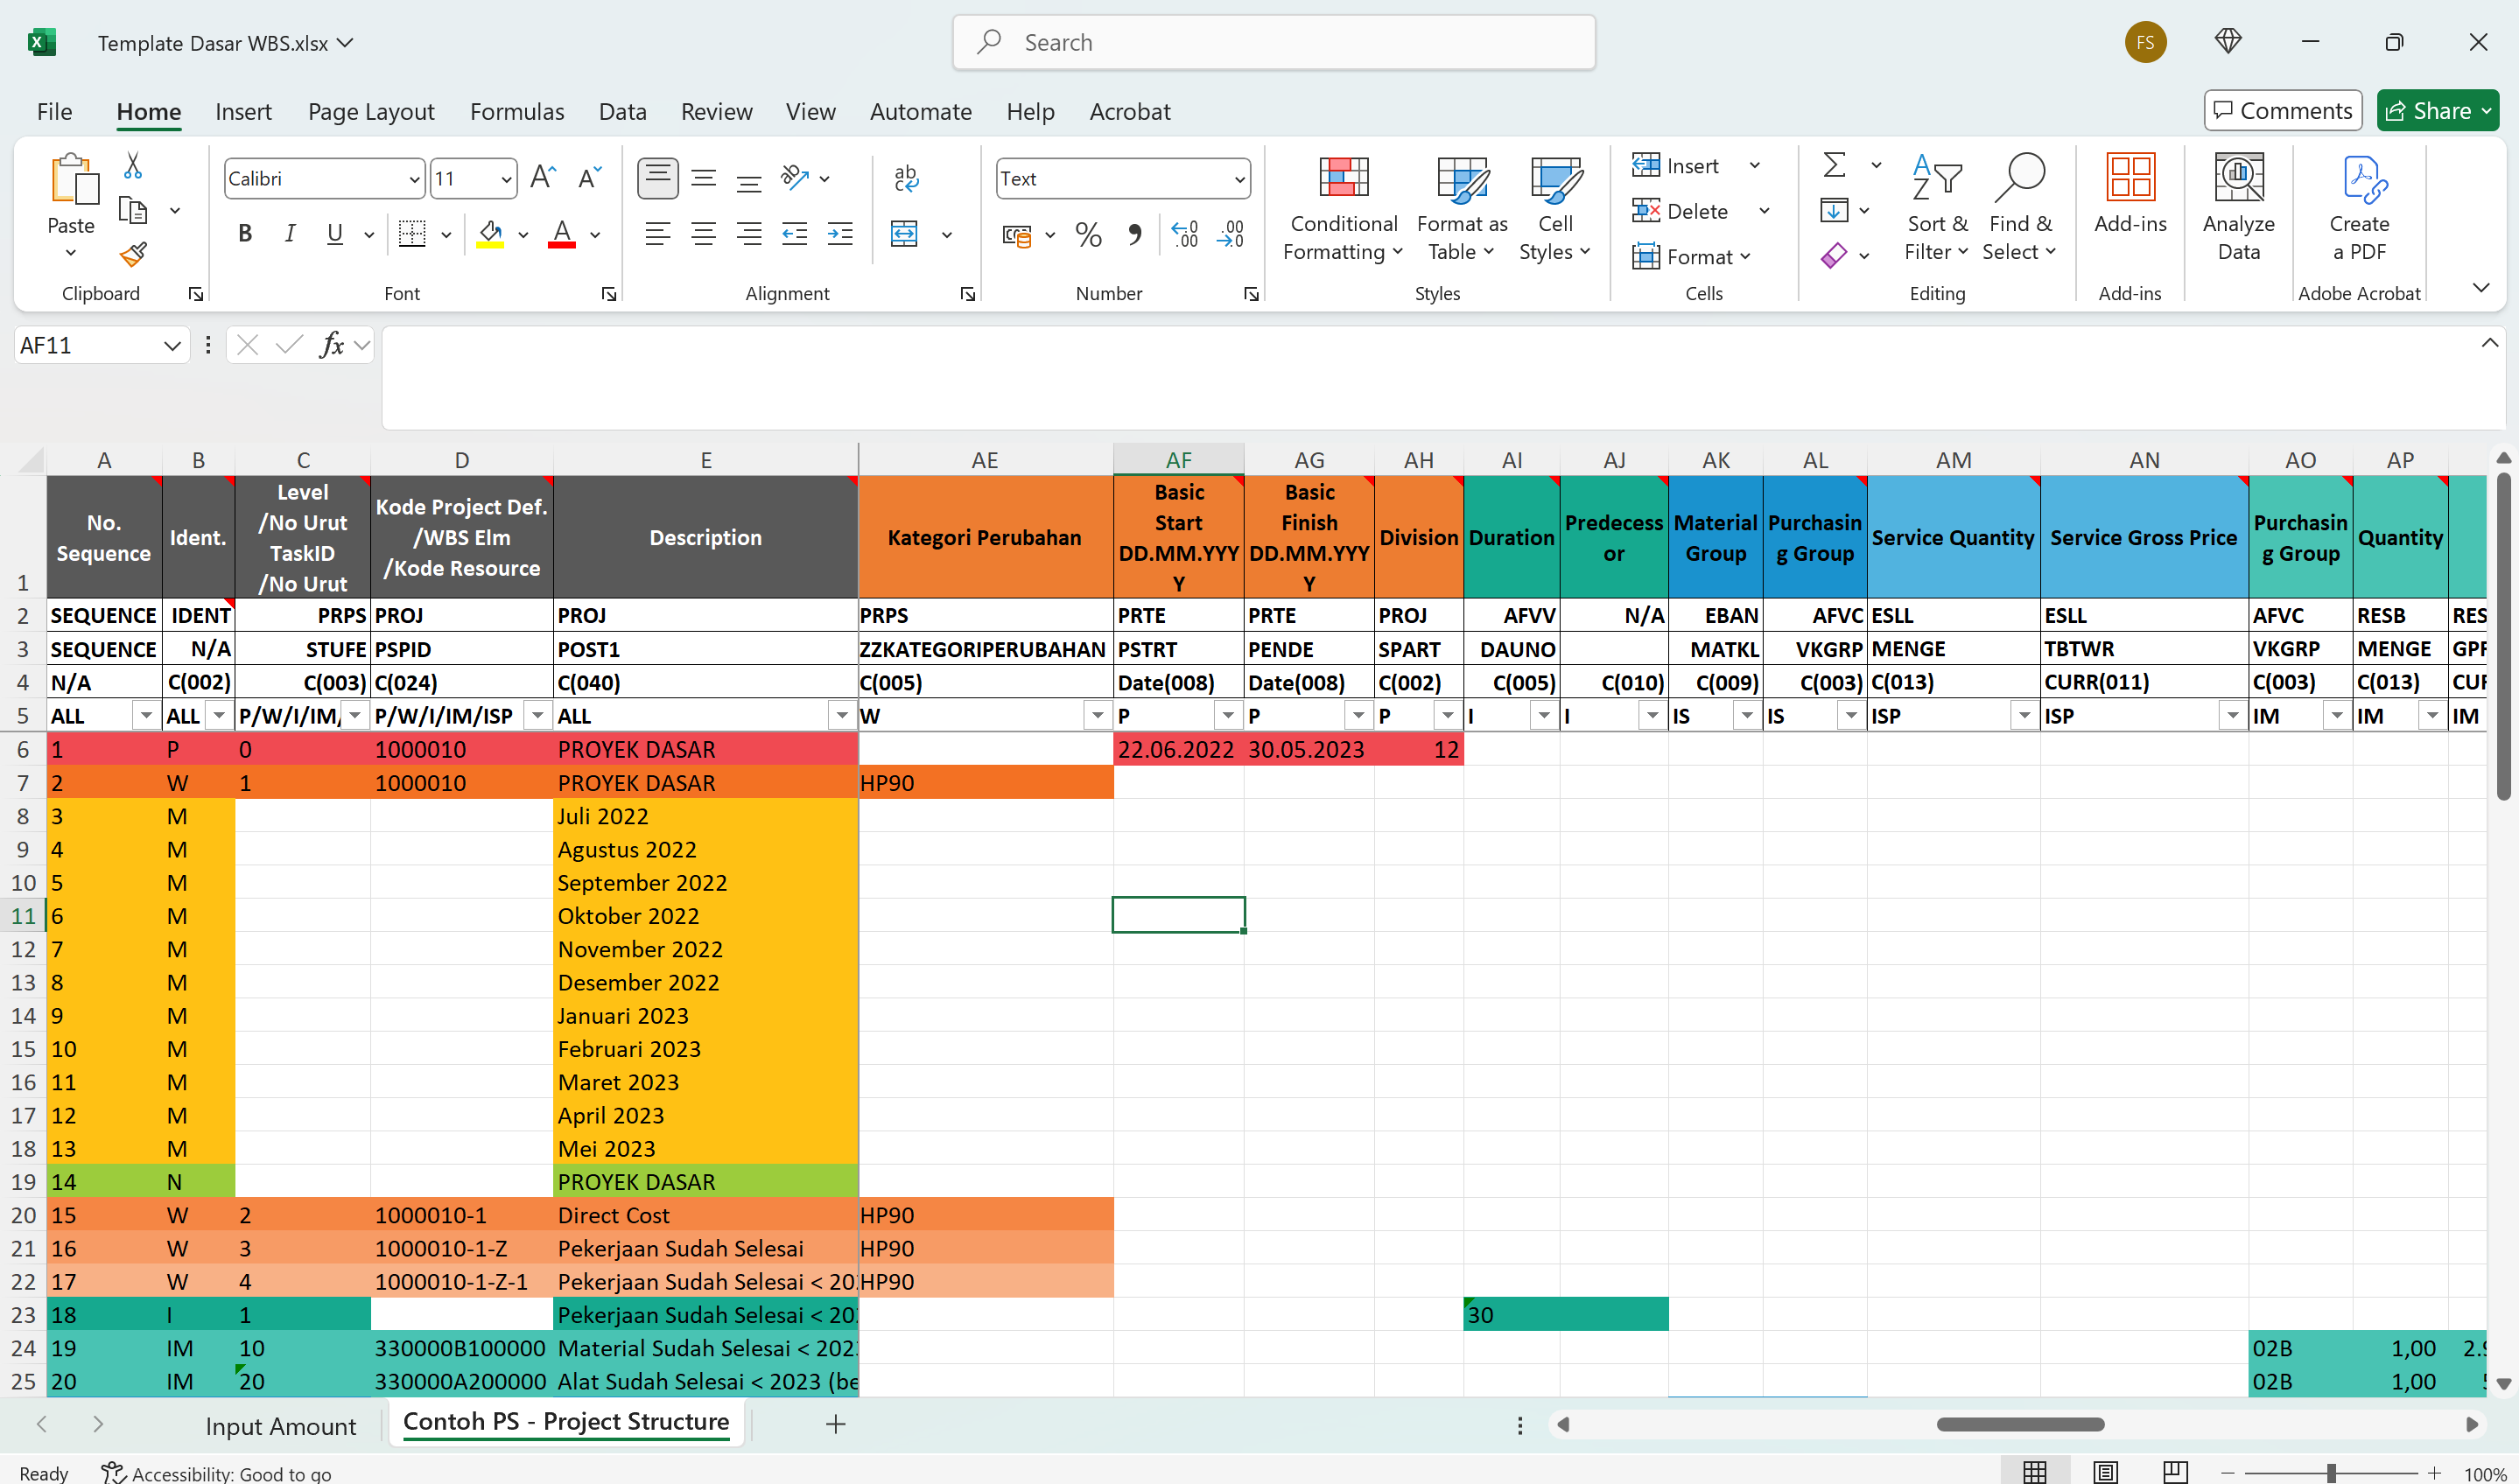 Template Dasar WBS.xlsx
Search
FS
File Home Insert Page Layout Formulas Data Review View Automate Help Acrobat
Comments Share
Paste
Clipboard
Calibri 11
B I U
Font
Alignment
Text
Number
Conditional Formatting
Format as Table
Cell Styles
Styles
Insert
Delete
Format
Cells
Sort & Filter
Find & Select
Editing
Add-ins
Add-ins
Analyze Data
Create a PDF
Adobe Acrobat
AF11
fx
A B C D E AE AF AG AH AI AJ AK AL AM AN AO AP
1 No. Sequence Ident. Level /No Urut TaskID /No Urut Kode Project Def. /WBS Elm /Kode Resource Description Kategori Perubahan Basic Start DD.MM.YYYY Basic Finish DD.MM.YYYY Division Duration Predecessor Material Group Purchasing Group Service Quantity Service Gross Price Purchasing Group Quantity
2 SEQUENCE IDENT PRPS PROJ PROJ PRPS PRTE PRTE PROJ AFVV N/A EBAN AFVC ESLL ESLL AFVC RESB RES
3 SEQUENCE N/A STUFE PSPID POST1 ZZKATEGORIPERUBAHAN PSTRT PENDE SPART DAUNO MATKL VKGRP MENGE TBTWR VKGRP MENGE
4 N/A C(002) C(003) C(024) C(040) C(005) Date(008) Date(008) C(002) C(005) C(010) C(009) C(003) C(013) CURR(011) C(003) C(013)
5 ALL ALL P/W/I/IM/ P/W/I/IM/ISP ALL W P P P I I IS IS ISP ISP IM IM IM
6 1 P 0 1000010 PROYEK DASAR 22.06.2022 30.05.2023 12
7 2 W 1 1000010 PROYEK DASAR HP90
8 3 M Juli 2022
9 4 M Agustus 2022
10 5 M September 2022
11 6 M Oktober 2022
12 7 M November 2022
13 8 M Desember 2022
14 9 M Januari 2023
15 10 M Februari 2023
16 11 M Maret 2023
17 12 M April 2023
18 13 M Mei 2023
19 14 N PROYEK DASAR
20 15 W 2 1000010-1 Direct Cost HP90
21 16 W 3 1000010-1-Z Pekerjaan Sudah Selesai HP90
22 17 W 4 1000010-1-Z-1 Pekerjaan Sudah Selesai < 20 HP90
23 18 I 1 Pekerjaan Sudah Selesai < 20 30
24 19 IM 10 330000B100000 Material Sudah Selesai < 202 02B 1,00
25 20 IM 20 330000A200000 Alat Sudah Selesai < 2023 (be 02B 1,00
Input Amount Contoh PS - Project Structure
Ready Accessibility: Good to go 100%